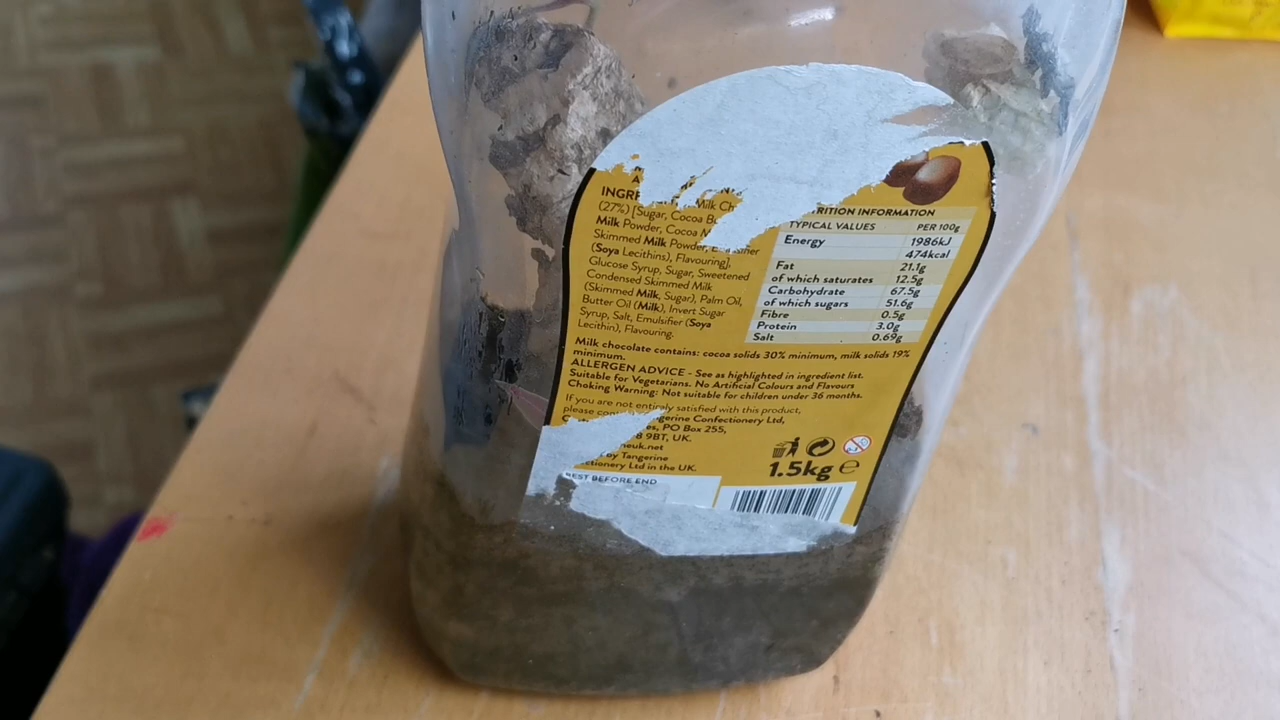 INGRE
Milk Ch
(27%) [Sugar, Cocoa Bu
Milk Powder, Cocoa M
Skimmed Milk Powder,
(Soya Lecithins), Flavouring],
Glucose Syrup, Sugar, Sweetened
Condensed Skimmed Milk
(Skimmed Milk, Sugar), Palm Oil,
Butter Oil (Milk), Invert Sugar
Syrup, Salt, Emulsifier (Soya
Lecithin), Flavouring.
TRITION INFORMATION
TYPICAL VALUES PER 100g
Energy 1986kJ
474kcal
Fat 21.1g
of which saturates 12.5g
Carbohydrate 67.5g
of which sugars 51.6g
Fibre 0.5g
Protein 3.0g
Salt 0.69g
Milk chocolate contains: cocoa solids 30% minimum, milk solids 19%
minimum.
ALLERGEN ADVICE - See as highlighted in ingredient list.
Suitable for Vegetarians. No Artificial Colours and Flavours
Choking Warning: Not suitable for children under 36 months.
If you are not entirely satisfied with this product,
please con gerine Confectionery Ltd,
es, PO Box 255,
8 9BT, UK.
neuk.net
by Tangerine
ctionery Ltd in the UK.
BEST BEFORE END
1.5kg e